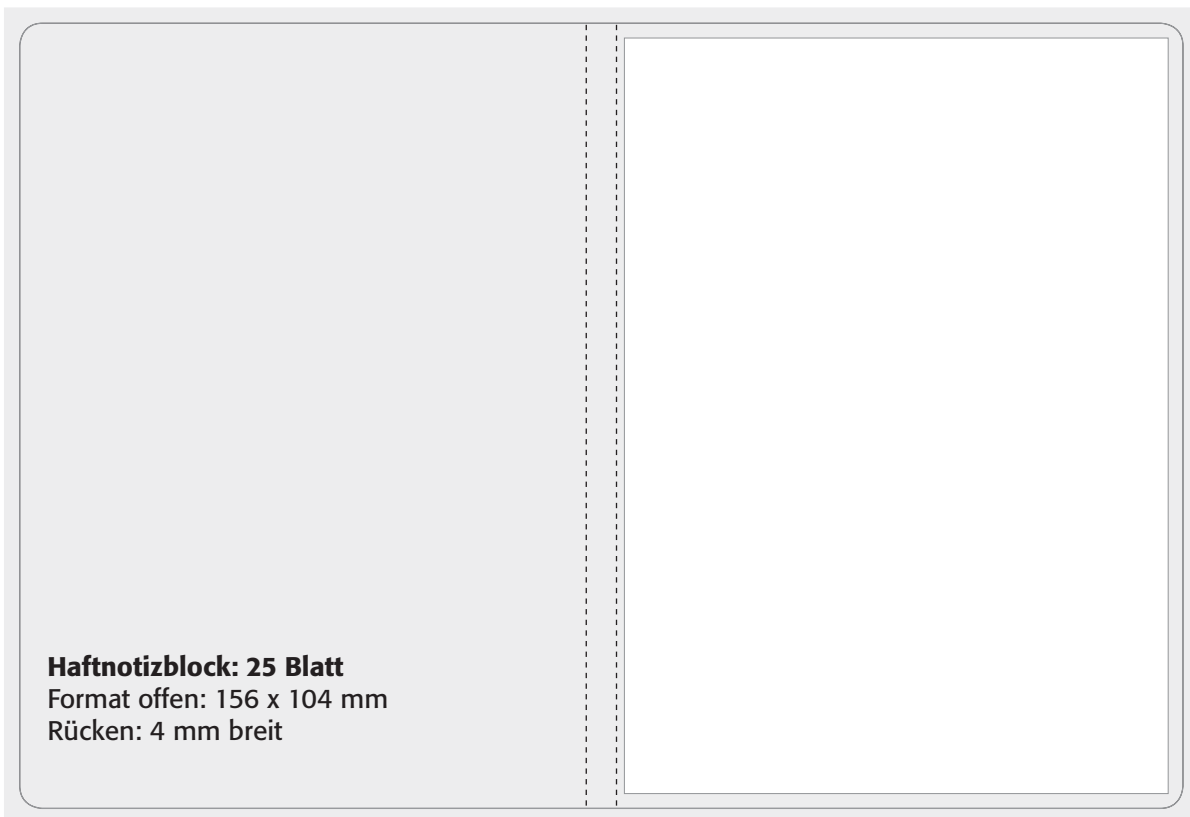 Haftnotizblock: 25 Blatt
Format offen: 156 x 104 mm
Rücken: 4 mm breit